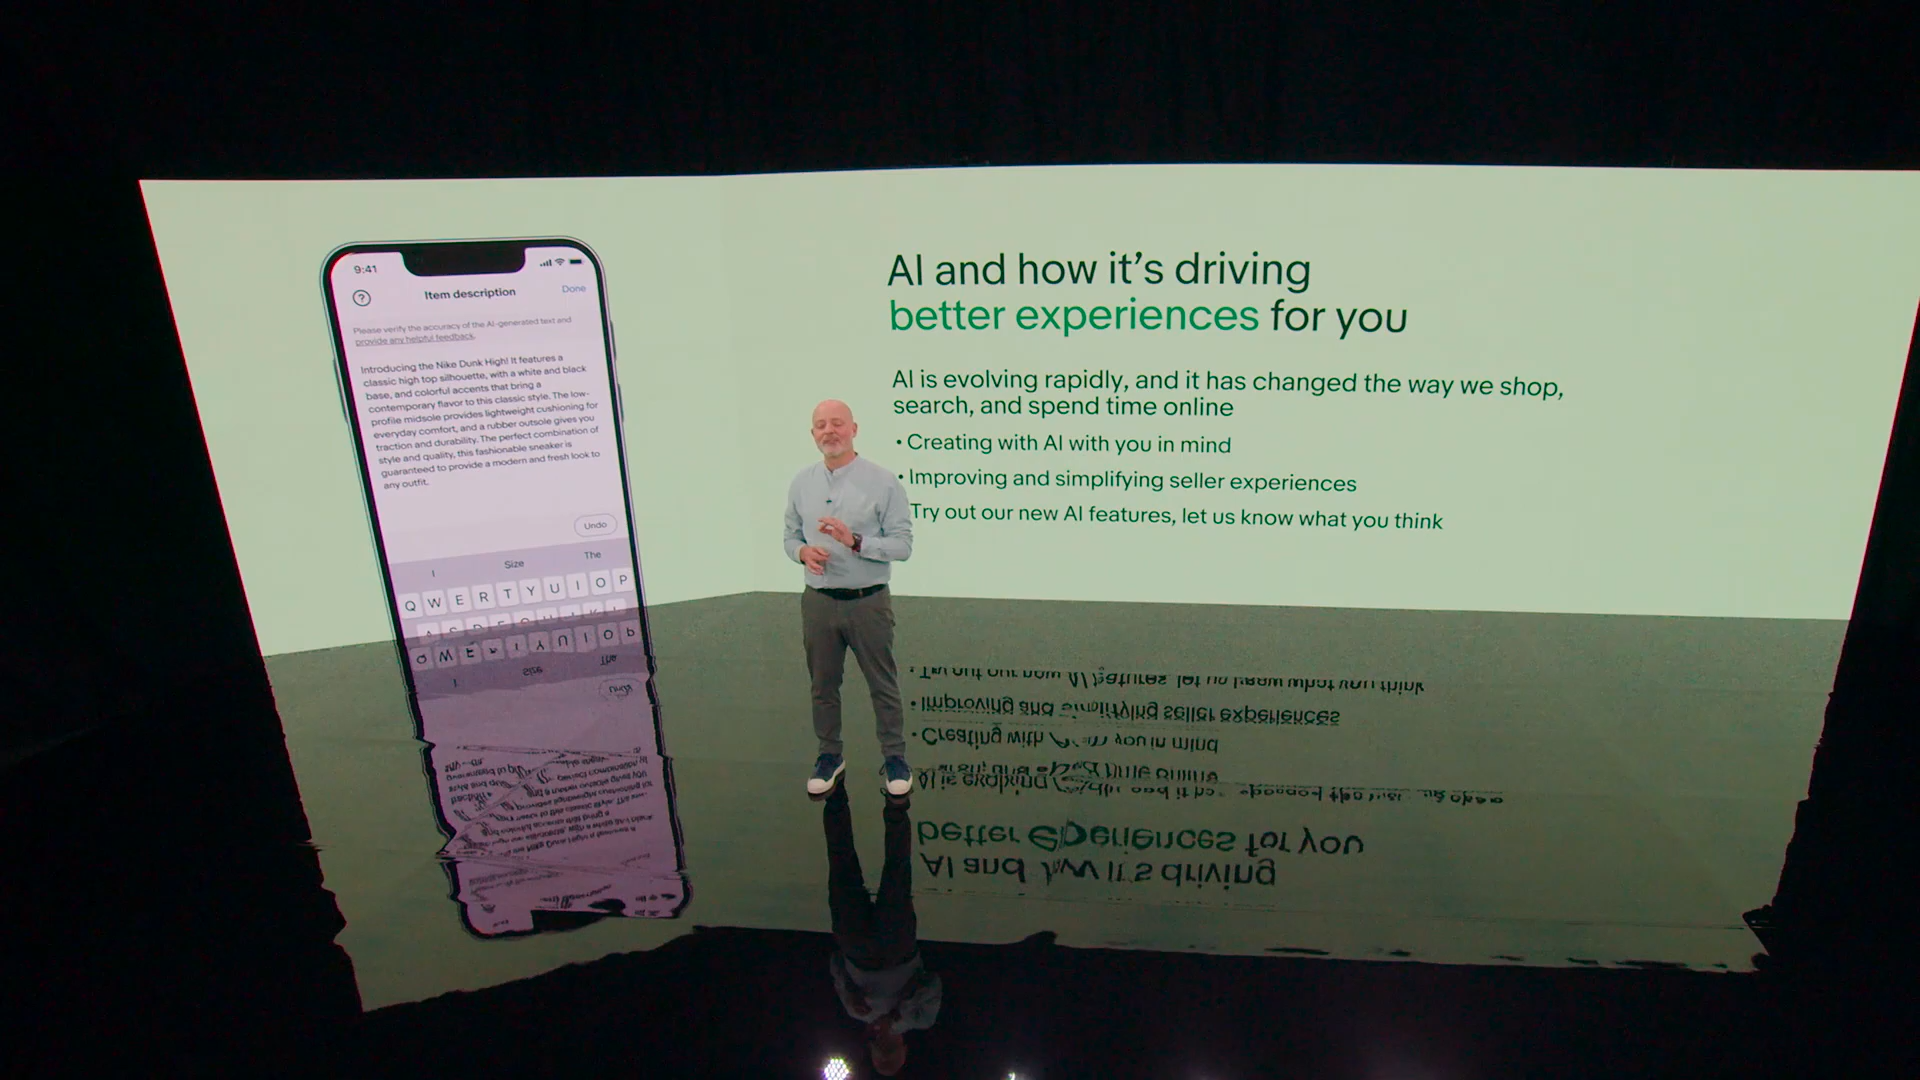 9:41
Item description
Done
Please verify the accuracy of the AI-generated text and
provide any helpful feedback.
Introducing the Nike Dunk High! It features a
classic high top silhouette, with a white and black
base, and colorful accents that bring a
contemporary flavor to this classic style. The low-
profile midsole provides lightweight cushioning for
everyday comfort, and a rubber outsole gives you
traction and durability. The perfect combination of
style and quality, this fashionable sneaker is
guaranteed to provide a modern and fresh look to
any outfit.
Undo
I Size The
Q W E R T Y U I O P
AI and how it's driving
better experiences for you
AI is evolving rapidly, and it has changed the way we shop,
search, and spend time online
• Creating with AI with you in mind
• Improving and simplifying seller experiences
Try out our new AI features, let us know what you think